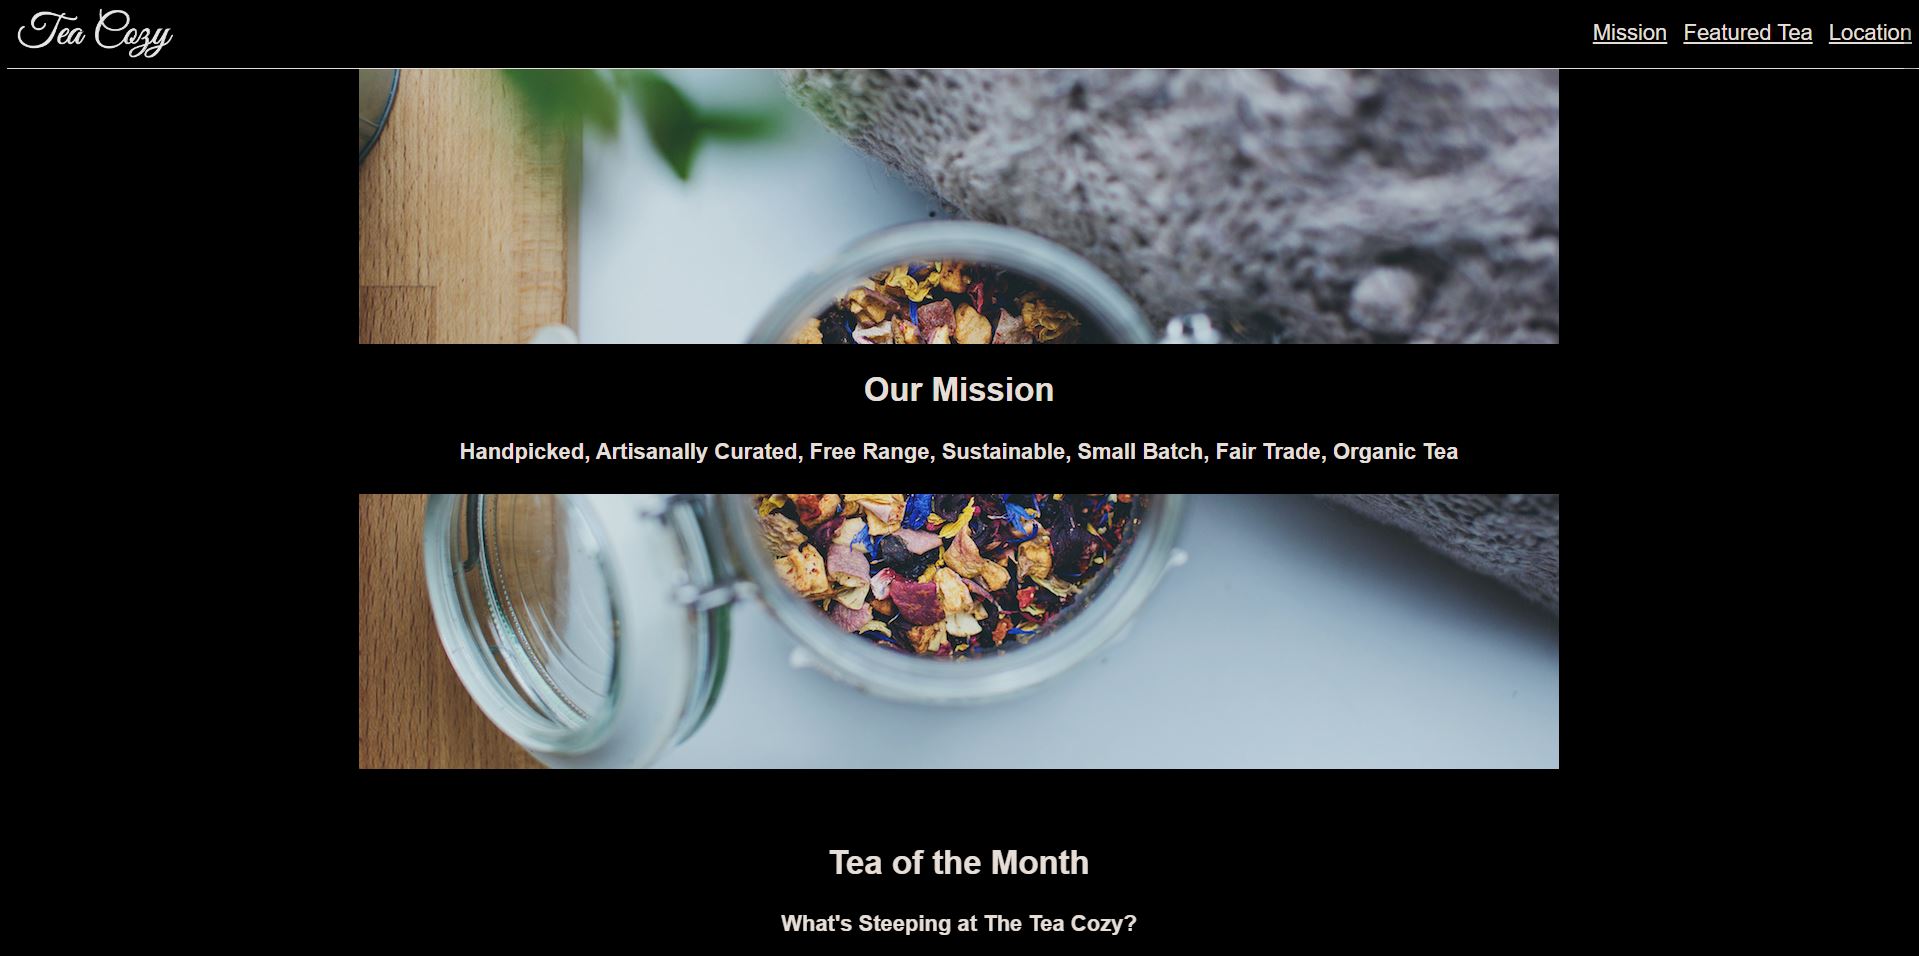 Tea Cozy
Mission Featured Tea Location
Our Mission
Handpicked, Artisanally Curated, Free Range, Sustainable, Small Batch, Fair Trade, Organic Tea
Tea of the Month
What's Steeping at The Tea Cozy?